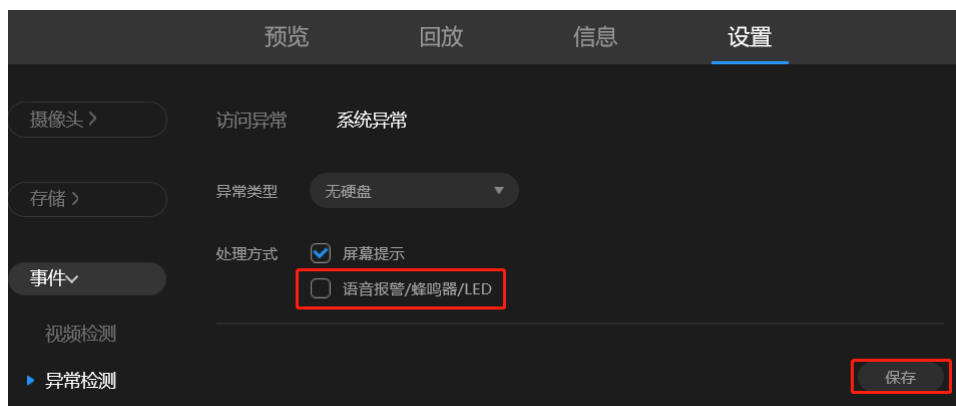 预览 回放 信息 设置
摄像头 >
访问异常 系统异常
存储 >
异常类型 无硬盘
处理方式 屏幕提示
事件
语音报警/蜂鸣器/LED
视频检测
异常检测
保存